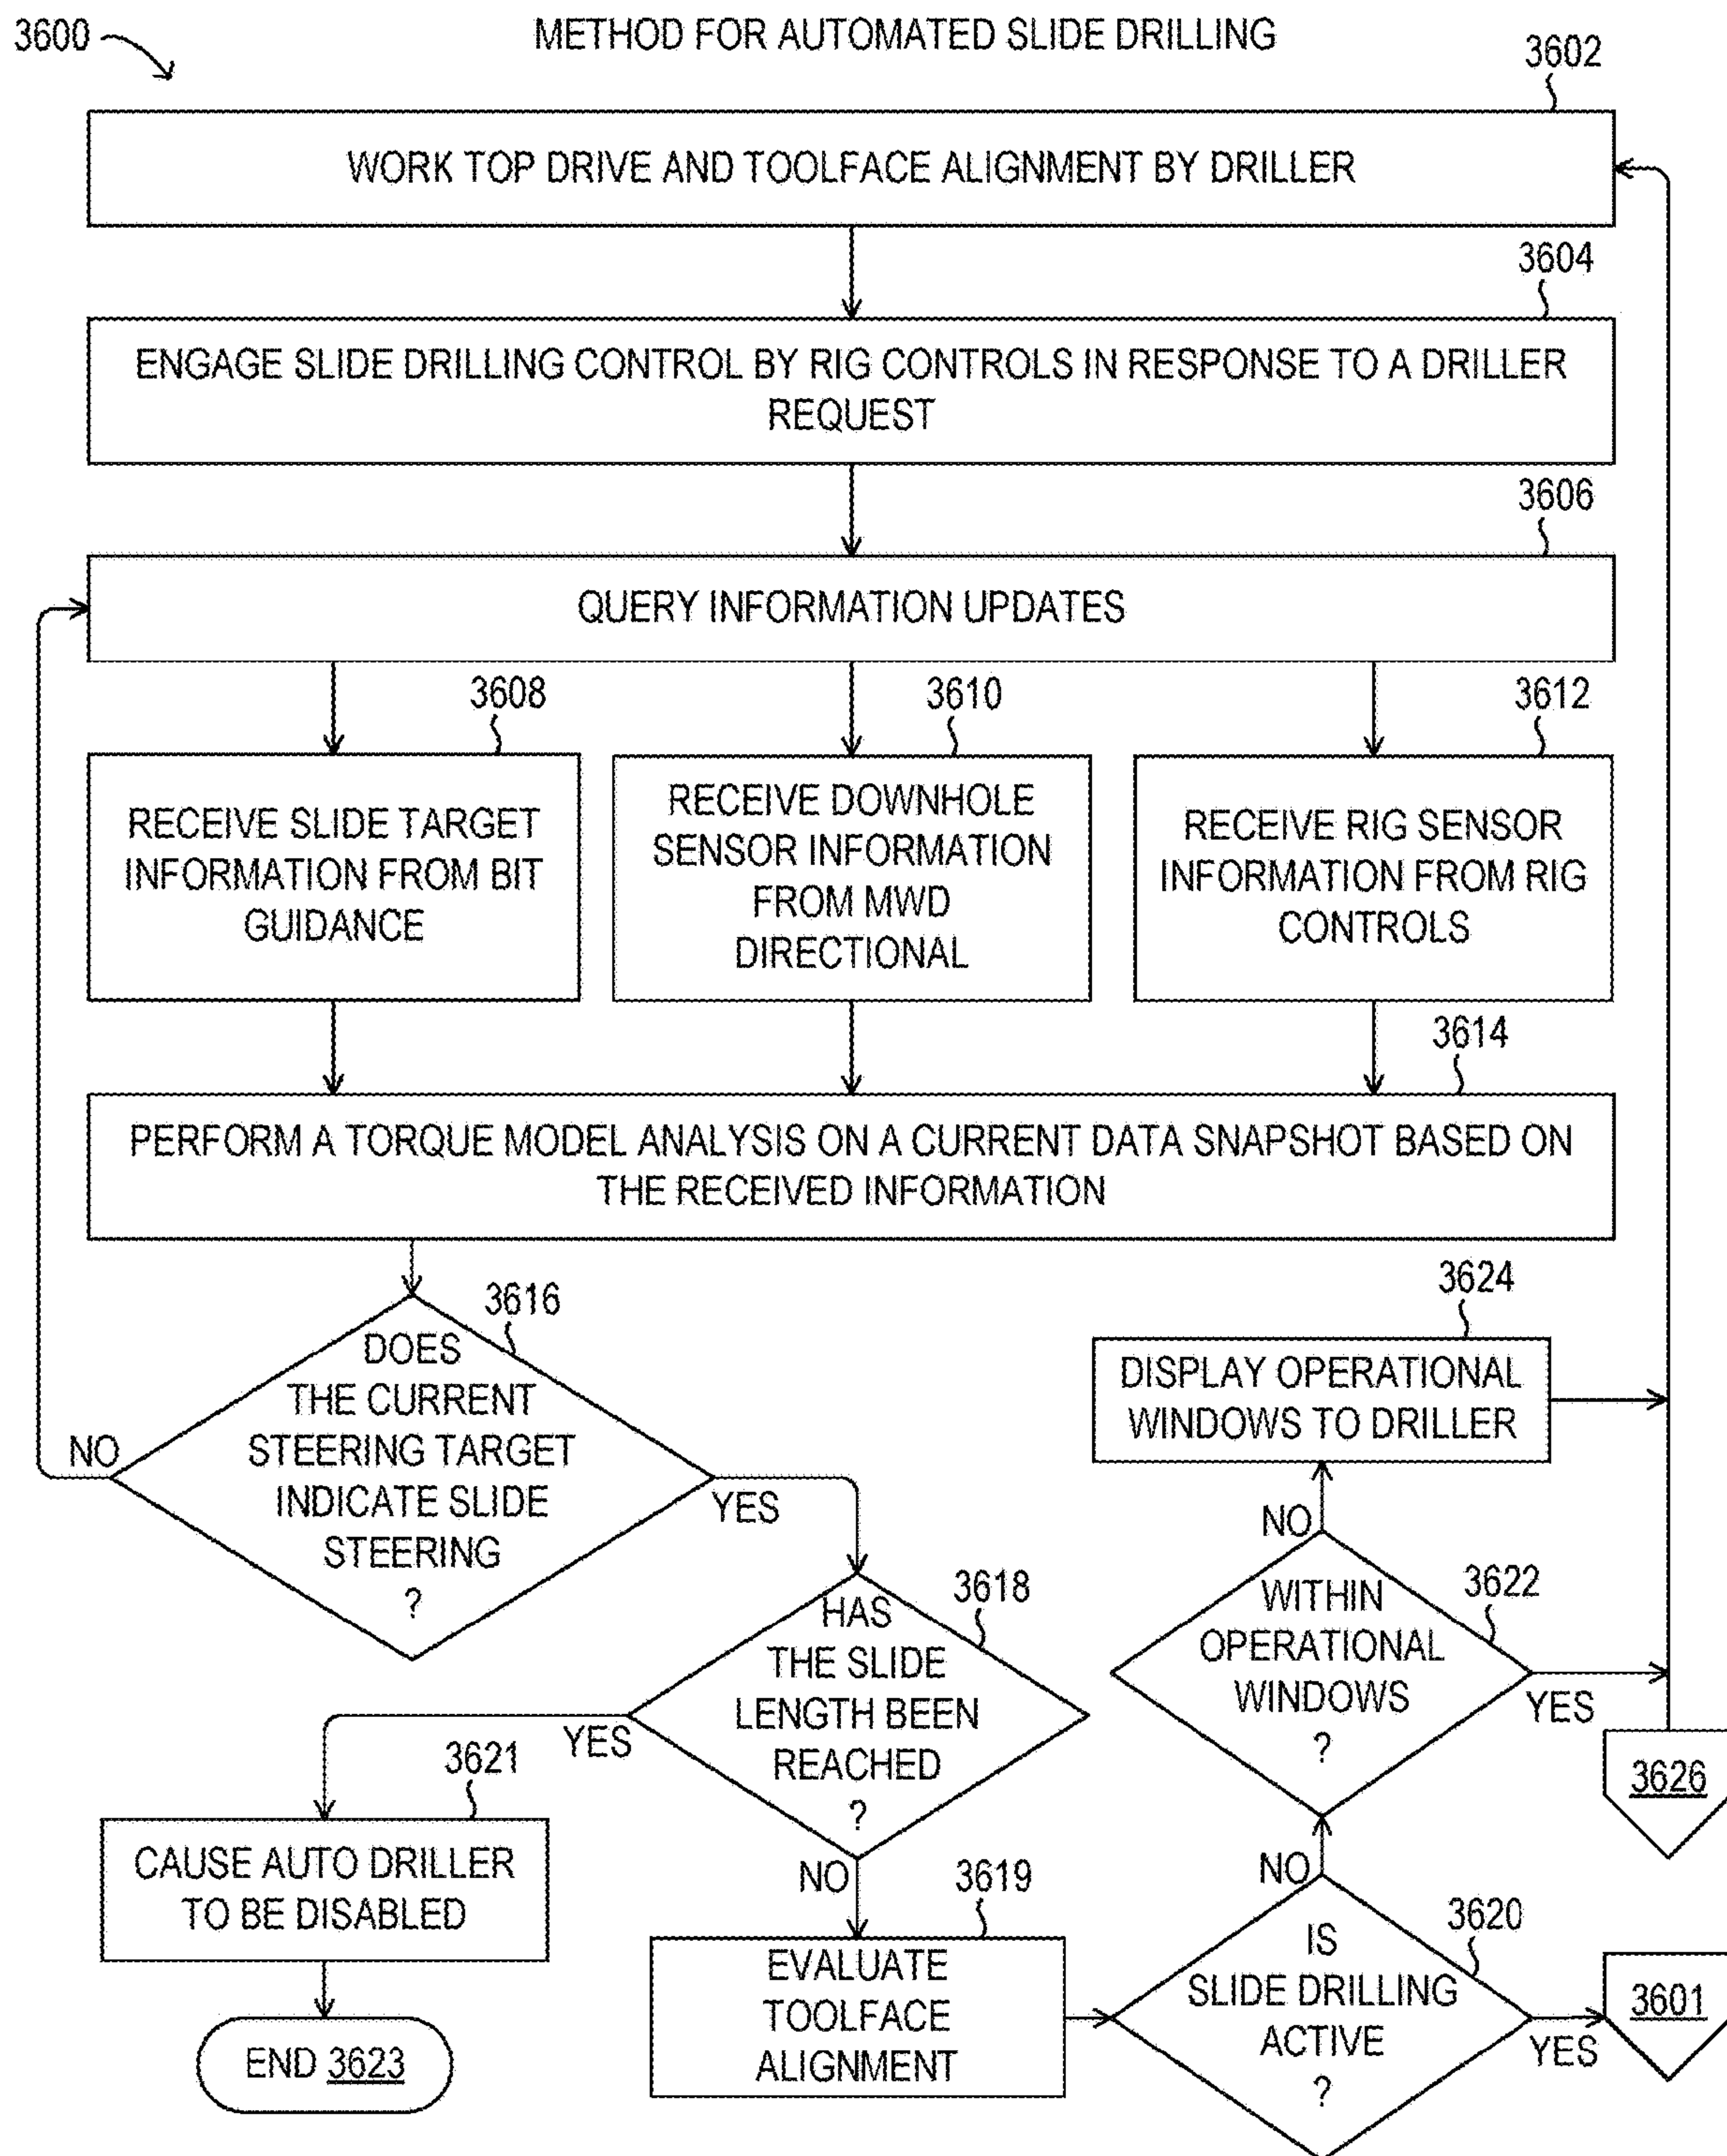 3600
METHOD FOR AUTOMATED SLIDE DRILLING
3602
WORK TOP DRIVE AND TOOLFACE ALIGNMENT BY DRILLER
3604
ENGAGE SLIDE DRILLING CONTROL BY RIG CONTROLS IN RESPONSE TO A DRILLER
REQUEST
3606
QUERY INFORMATION UPDATES
3608
RECEIVE SLIDE TARGET
INFORMATION FROM BIT
GUIDANCE
3610
RECEIVE DOWNHOLE
SENSOR INFORMATION
FROM MWD
DIRECTIONAL
3612
RECEIVE RIG SENSOR
INFORMATION FROM RIG
CONTROLS
3614
PERFORM A TORQUE MODEL ANALYSIS ON A CURRENT DATA SNAPSHOT BASED ON
THE RECEIVED INFORMATION
3616
DOES
THE CURRENT
STEERING TARGET
INDICATE SLIDE
STEERING
?
NO
YES
3618
HAS
THE SLIDE
LENGTH BEEN
REACHED
?
YES
NO
3621
CAUSE AUTO DRILLER
TO BE DISABLED
END 3623
3619
EVALUATE
TOOLFACE
ALIGNMENT
3620
IS
SLIDE DRILLING
ACTIVE
?
NO
YES
3601
3622
WITHIN
OPERATIONAL
WINDOWS
?
NO
YES
3624
DISPLAY OPERATIONAL
WINDOWS TO DRILLER
3626